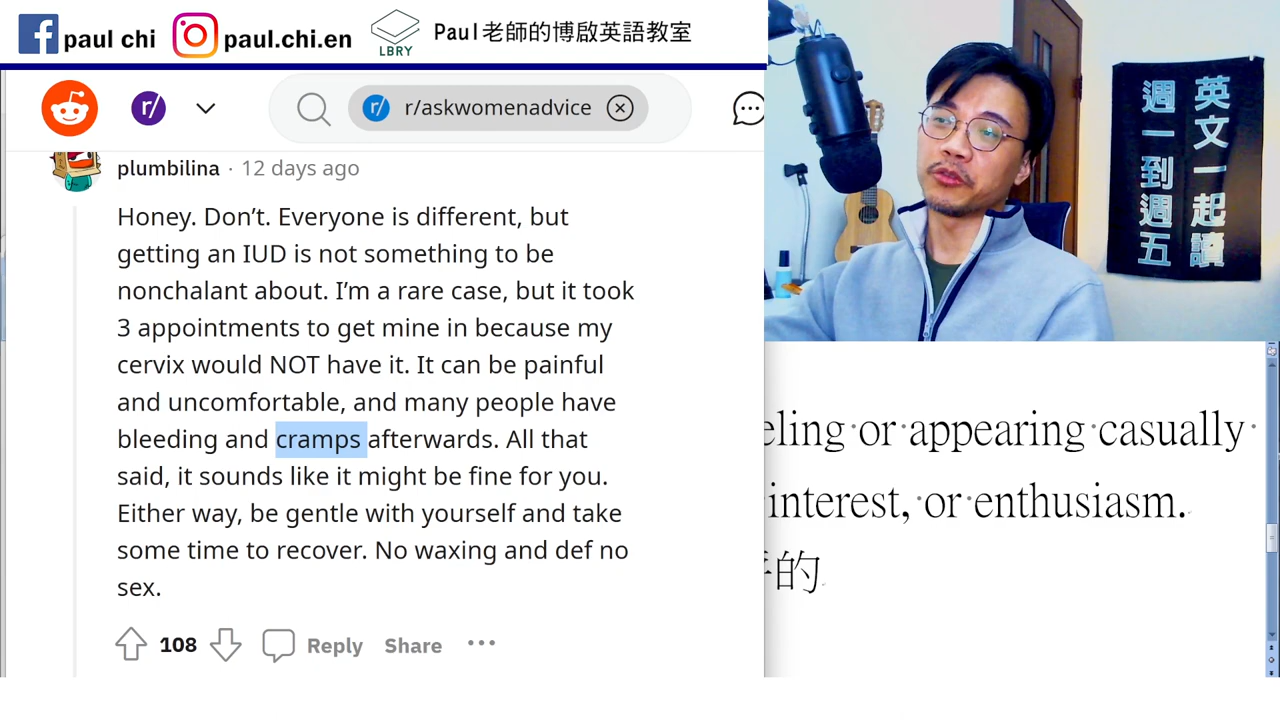 paul chi
paul.chi.en
LBRY
Paul老師的博啟英語教室
r/
r/
r/askwomenadvice
plumbilina · 12 days ago
Honey. Don’t. Everyone is different, but
getting an IUD is not something to be
nonchalant about. I’m a rare case, but it took
3 appointments to get mine in because my
cervix would NOT have it. It can be painful
and uncomfortable, and many people have
bleeding and cramps afterwards. All that
said, it sounds like it might be fine for you.
Either way, be gentle with yourself and take
some time to recover. No waxing and def no
sex.
108
Reply
Share
英文一起讀
週一到週五
eling or appearing casually
interest, or enthusiasm.
的